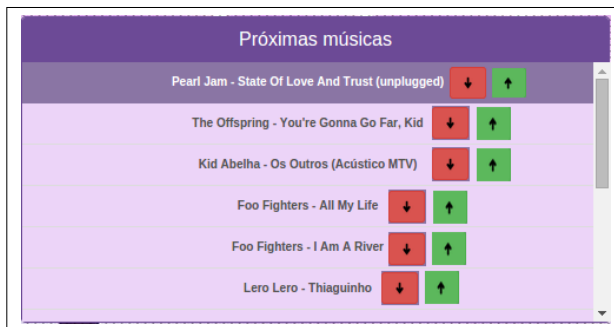 Próximas músicas
Pearl Jam - State Of Love And Trust (unplugged)
The Offspring - You're Gonna Go Far, Kid
Kid Abelha - Os Outros (Acústico MTV)
Foo Fighters - All My Life
Foo Fighters - I Am A River
Lero Lero - Thiaguinho